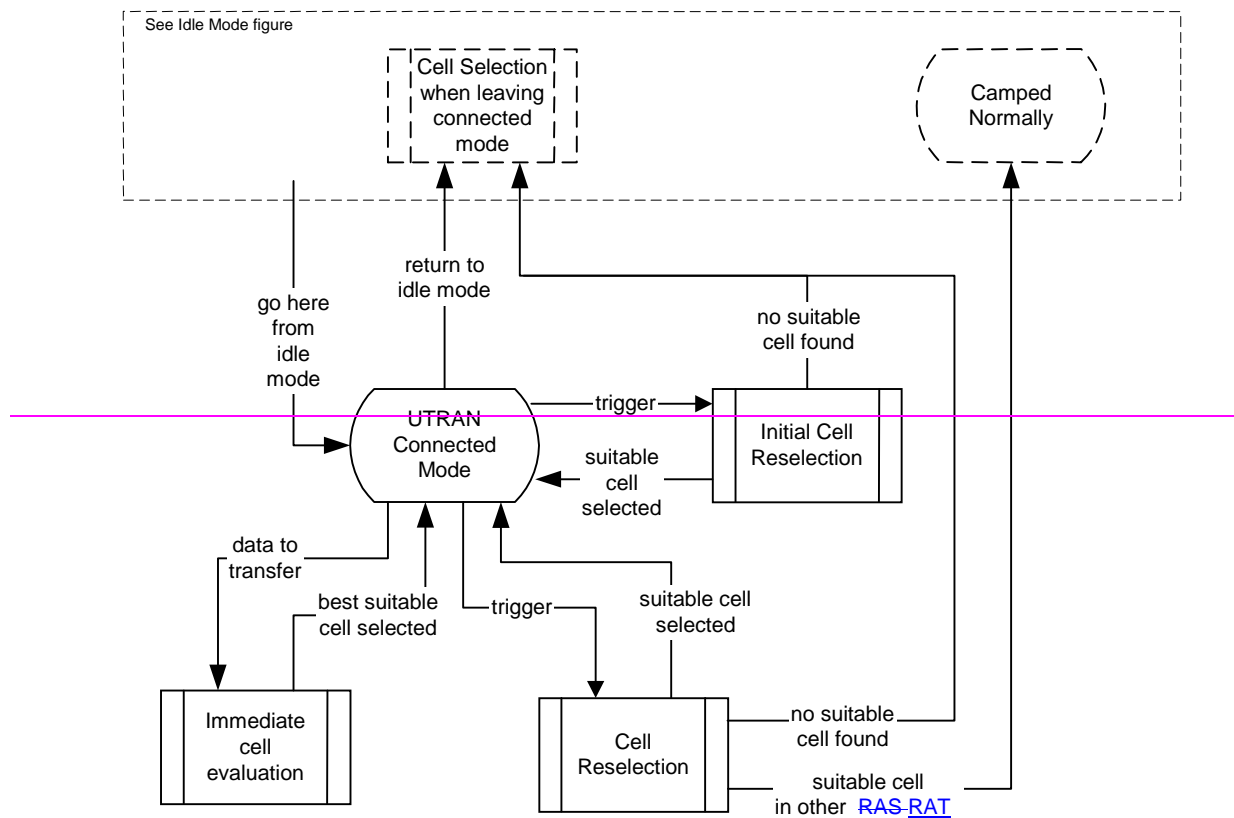 See Idle Mode figure
Cell Selection
when leaving
connected
mode
Camped
Normally
return to
idle mode
go here
from
idle
mode
no suitable
cell found
UTRAN
Connected
Mode
trigger
Initial Cell
Reselection
suitable
cell
selected
data to
transfer
best suitable
cell selected
trigger
suitable cell
selected
Immediate
cell
evaluation
Cell
Reselection
no suitable
cell found
suitable cell
in other RAS RAT